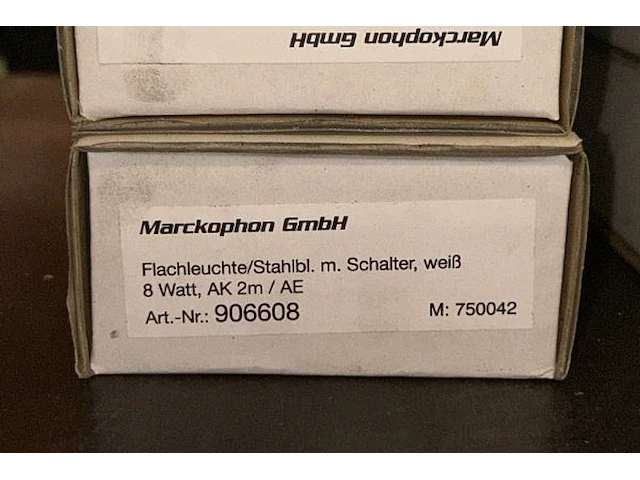 Marckophon GmbH
Marckophon GmbH
Flachleuchte/Stahlbl. m. Schalter, weiß
8 Watt, AK 2m / AE
Art.-Nr.: 906608 M: 750042